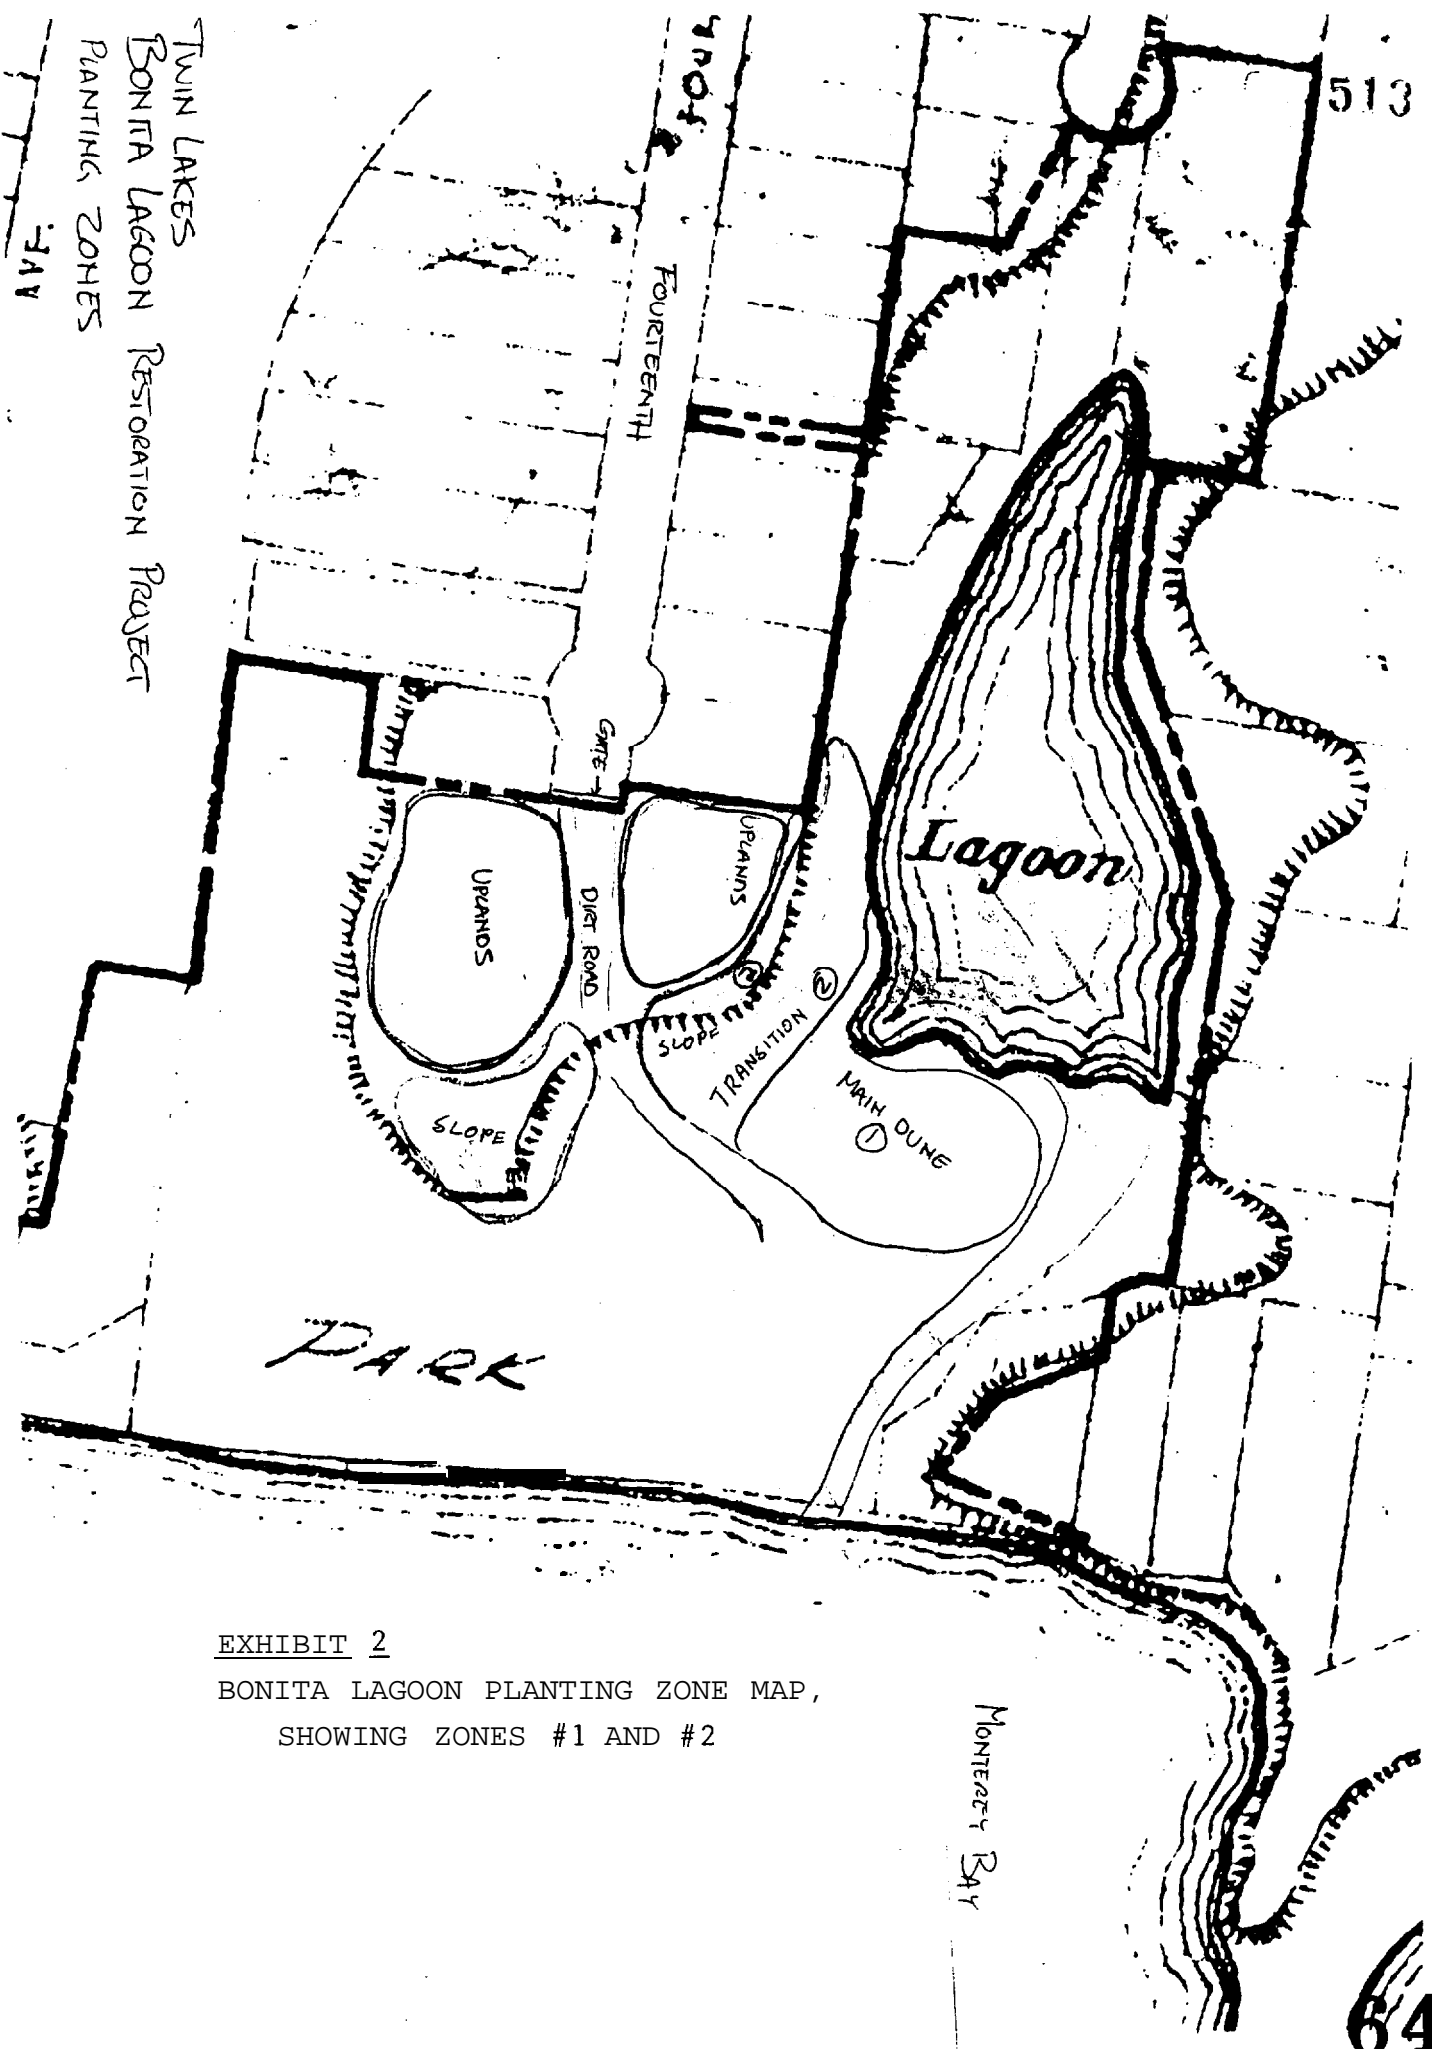 TWIN LAKES
BONITA LAGOON RESTORATION PROJECT
PLANTING ZONES
513
FOURTEENTH
GATE
UPLANDS
DIRT ROAD
UPLANDS
Lagoon
②
②
SLOPE
TRANSITION
MAIN DUNE
①
SLOPE
PARK
EXHIBIT 2
BONITA LAGOON PLANTING ZONE MAP,
SHOWING ZONES #1 AND #2
MONTEREY BAY
64